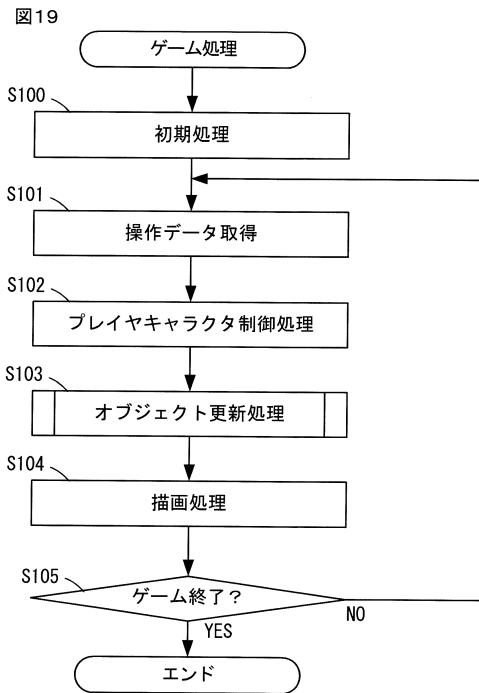 図19
ゲーム処理
S100
初期処理
S101
操作データ取得
S102
プレイヤキャラクタ制御処理
S103
オブジェクト更新処理
S104
描画処理
S105
ゲーム終了?
NO
YES
エンド